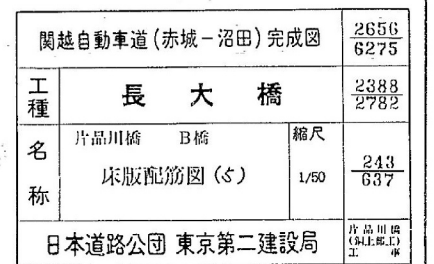 関越自動車道(赤城-沼田)完成図
2656
6275
工種
長大橋
2388
2782
名称
片品川橋 B橋
床版配筋図(5)
縮尺
1/50
243
637
日本道路公団 東京第二建設局
片品川橋
(鋼上部工)
工事